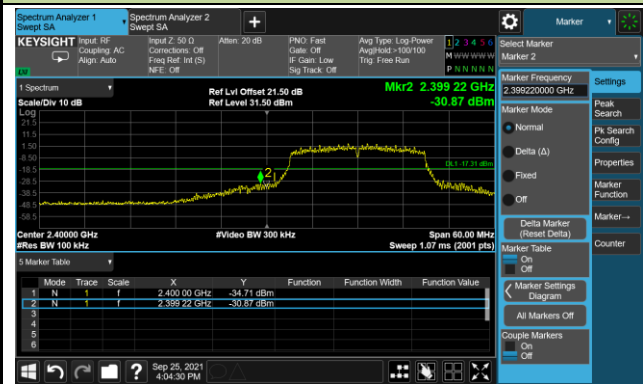 Spectrum Analyzer 1
Swept SA
Spectrum Analyzer 2
Swept SA
+
Marker
KEYSIGHT
Input: RF
Coupling: AC
Align: Auto
Input Z: 50 Ω
Corrections: Off
Freq Ref: Int (S)
NFE: Off
Atten: 20 dB
PNO: Fast
Gate: Off
IF Gain: Low
Sig Track: Off
Avg Type: Log-Power
Avg|Hold:>100/100
Trig: Free Run
1 2 3 4 5 6
M W W W W W
P N N N N N
LW
Select Marker
Marker 2
1 Spectrum
Scale/Div 10 dB
Log
Ref Lvl Offset 21.50 dB
Ref Level 31.50 dBm
Mkr2 2.399 22 GHz
-30.87 dBm
21.5
11.5
1.50
-8.50
-18.5
-28.5
-38.5
-48.5
-58.5
2
DL1 -17.31 dBm
Center 2.40000 GHz
#Res BW 100 kHz
#Video BW 300 kHz
Span 60.00 MHz
Sweep 1.07 ms (2001 pts)
5 Marker Table
Mode Trace Scale X Y Function Function Width Function Value
1 N 1 f 2.400 00 GHz -34.71 dBm
2 N 1 f 2.399 22 GHz -30.87 dBm
3
4
5
6
Marker Frequency
2.399220000 GHz
Marker Mode
Normal
Delta (Δ)
Fixed
Off
Delta Marker
(Reset Delta)
Marker Table
On
Off
Marker Settings
Diagram
All Markers Off
Couple Markers
On
Off
Settings
Peak
Search
Pk Search
Config
Properties
Marker
Function
Marker→
Counter
?
Sep 25, 2021
4:04:30 PM